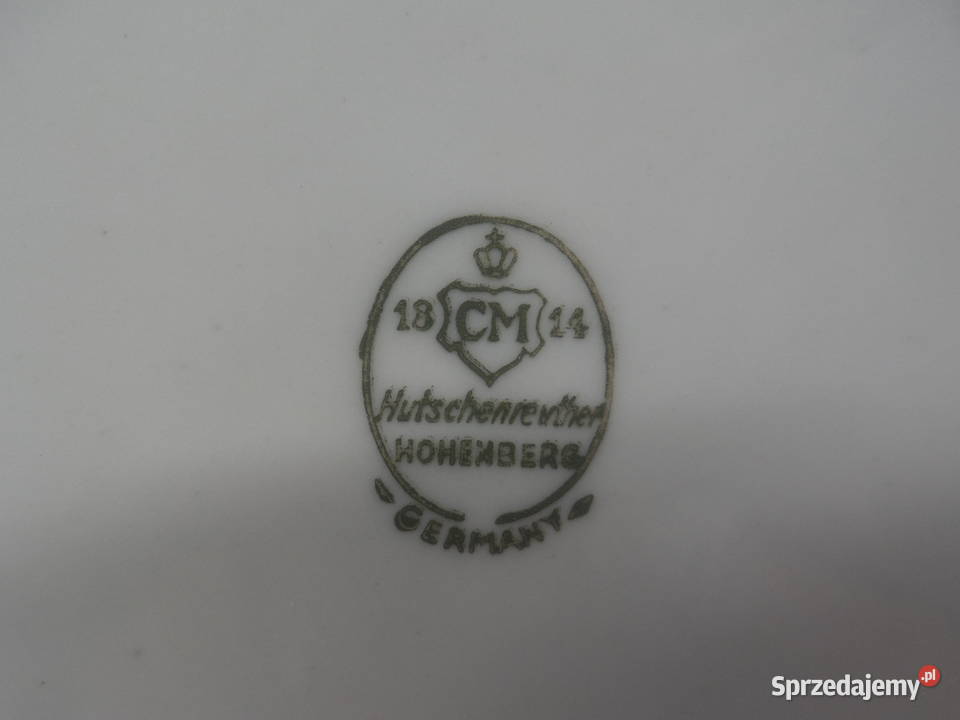 18 CM 14
Hutschenreuther
HOHENBERG
GERMANY
Sprzedajemy.pl